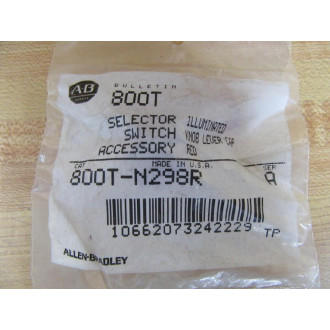 AB
BULLETIN
800T
SELECTOR ILLUMINATED
SWITCH KNOB LEVER CAP
ACCESSORY RED
CAT MADE IN U.S.A. SER
800T-N298R A
10662073242229 TP
ALLEN-BRADLEY